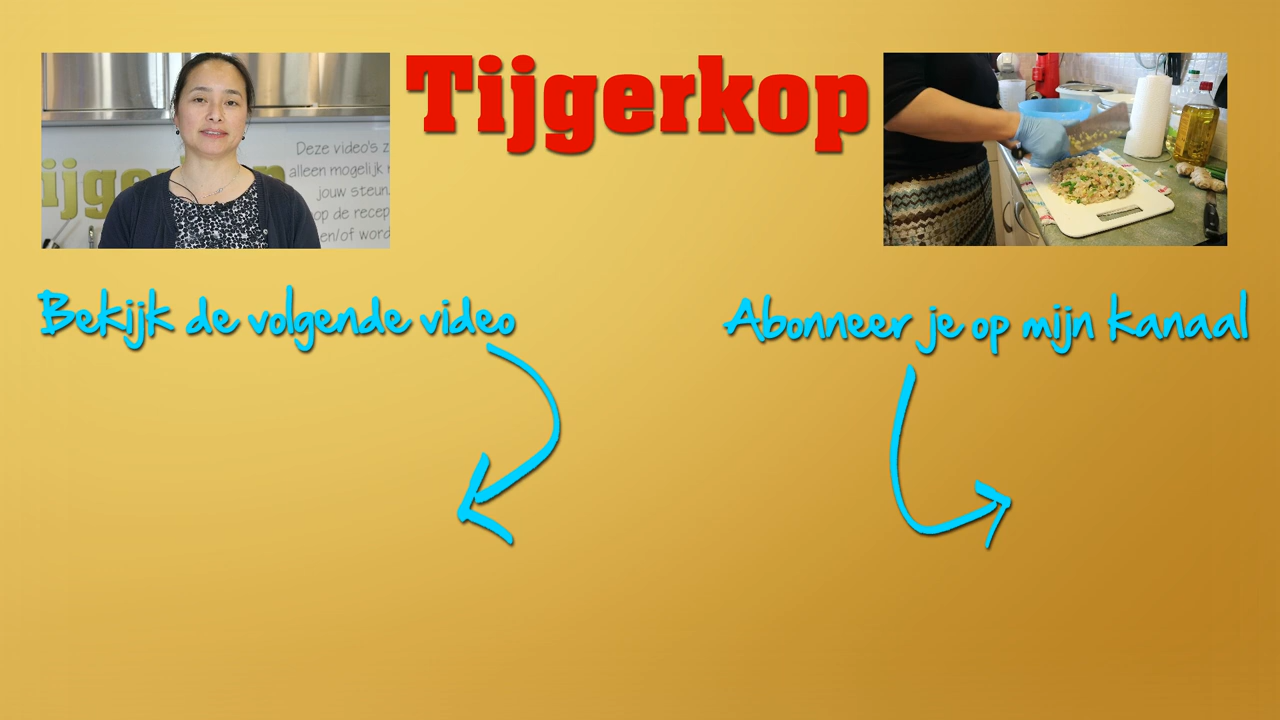 Tijgerkop
Deze video's
alleen mogelijk
jouw steun.
op de recep
en/of word
Bekijk de volgende video
Abonneer je op mijn kanaal